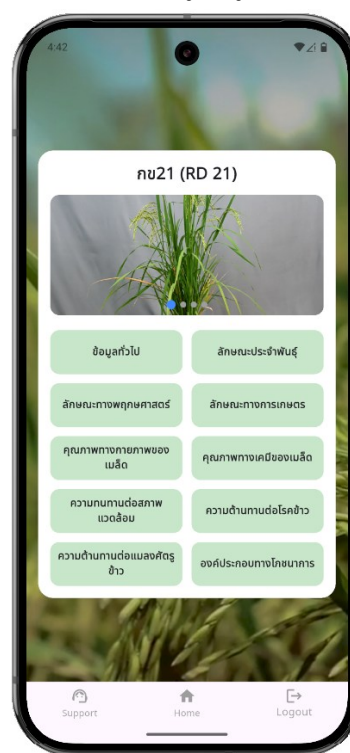 4:42
กข21 (RD 21)
ข้อมูลทั่วไป
ลักษณะประจำพันธุ์
ลักษณะทางพฤกษศาสตร์
ลักษณะทางการเกษตร
คุณภาพทางกายภาพของ
เมล็ด
คุณภาพทางเคมีของเมล็ด
ความทนทานต่อสภาพ
แวดล้อม
ความต้านทานต่อโรคข้าว
ความต้านทานต่อแมลงศัตรู
ข้าว
องค์ประกอบทางโภชนาการ
Support
Home
Logout